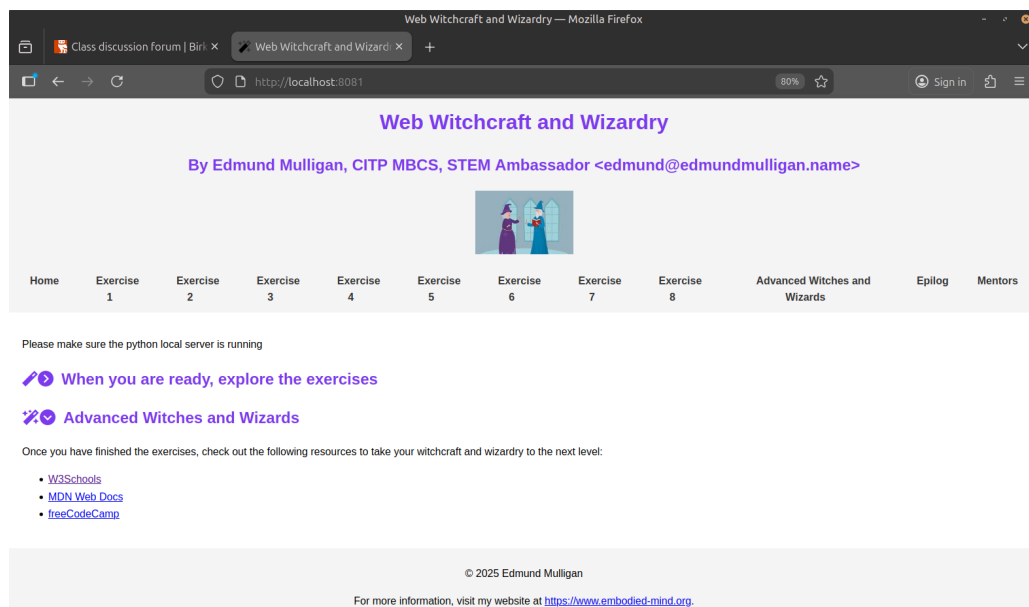 Web Witchcraft and Wizardry — Mozilla Firefox
Class discussion forum | Birk
Web Witchcraft and Wizardr
http://localhost:8081
80%
Sign in
Web Witchcraft and Wizardry
By Edmund Mulligan, CITP MBCS, STEM Ambassador <edmund@edmundmulligan.name>
Home
Exercise
1
Exercise
2
Exercise
3
Exercise
4
Exercise
5
Exercise
6
Exercise
7
Exercise
8
Advanced Witches and
Wizards
Epilog
Mentors
Please make sure the python local server is running
When you are ready, explore the exercises
Advanced Witches and Wizards
Once you have finished the exercises, check out the following resources to take your witchcraft and wizardry to the next level:
• W3Schools
• MDN Web Docs
• freeCodeCamp
© 2025 Edmund Mulligan
For more information, visit my website at https://www.embodied-mind.org.